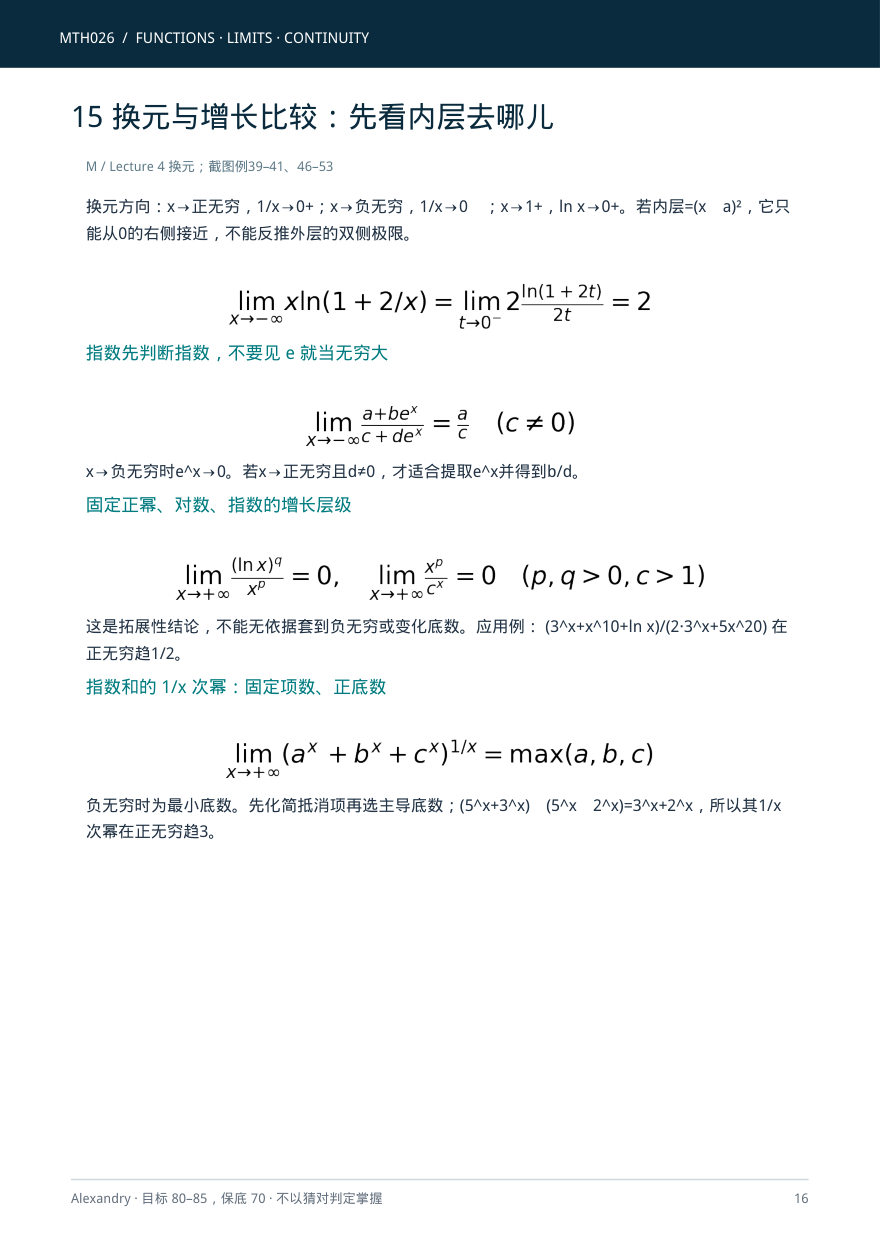 MTH026 / FUNCTIONS · LIMITS · CONTINUITY
15 换元与增长比较：先看内层去哪儿
M / Lecture 4 换元；截图例39–41、46–53
换元方向：x→正无穷，1/x→0+；x→负无穷，1/x→0　；x→1+，ln x→0+。若内层=(x　a)²，它只
能从0的右侧接近，不能反推外层的双侧极限。
lim_{x→−∞} x ln(1 + 2/x) = lim_{t→0⁻} 2 \frac{ln(1 + 2t)}{2t} = 2
指数先判断指数，不要见 e 就当无穷大
lim_{x→−∞} \frac{a+be^x}{c + de^x} = \frac{a}{c} (c ≠ 0)
x→负无穷时e^x→0。若x→正无穷且d≠0，才适合提取e^x并得到b/d。
固定正幂、对数、指数的增长层级
lim_{x→+∞} \frac{(ln x)^q}{x^p} = 0, lim_{x→+∞} \frac{x^p}{c^x} = 0 (p, q > 0, c > 1)
这是拓展性结论，不能无依据套到负无穷或变化底数。应用例： (3^x+x^10+ln x)/(2·3^x+5x^20) 在
正无穷趋1/2。
指数和的 1/x 次幂：固定项数、正底数
lim_{x→+∞} (a^x + b^x + c^x)^{1/x} = max(a, b, c)
负无穷时为最小底数。先化简抵消项再选主导底数；(5^x+3^x)　(5^x　2^x)=3^x+2^x，所以其1/x
次幂在正无穷趋3。
Alexandry · 目标 80–85，保底 70 · 不以猜对判定掌握
16